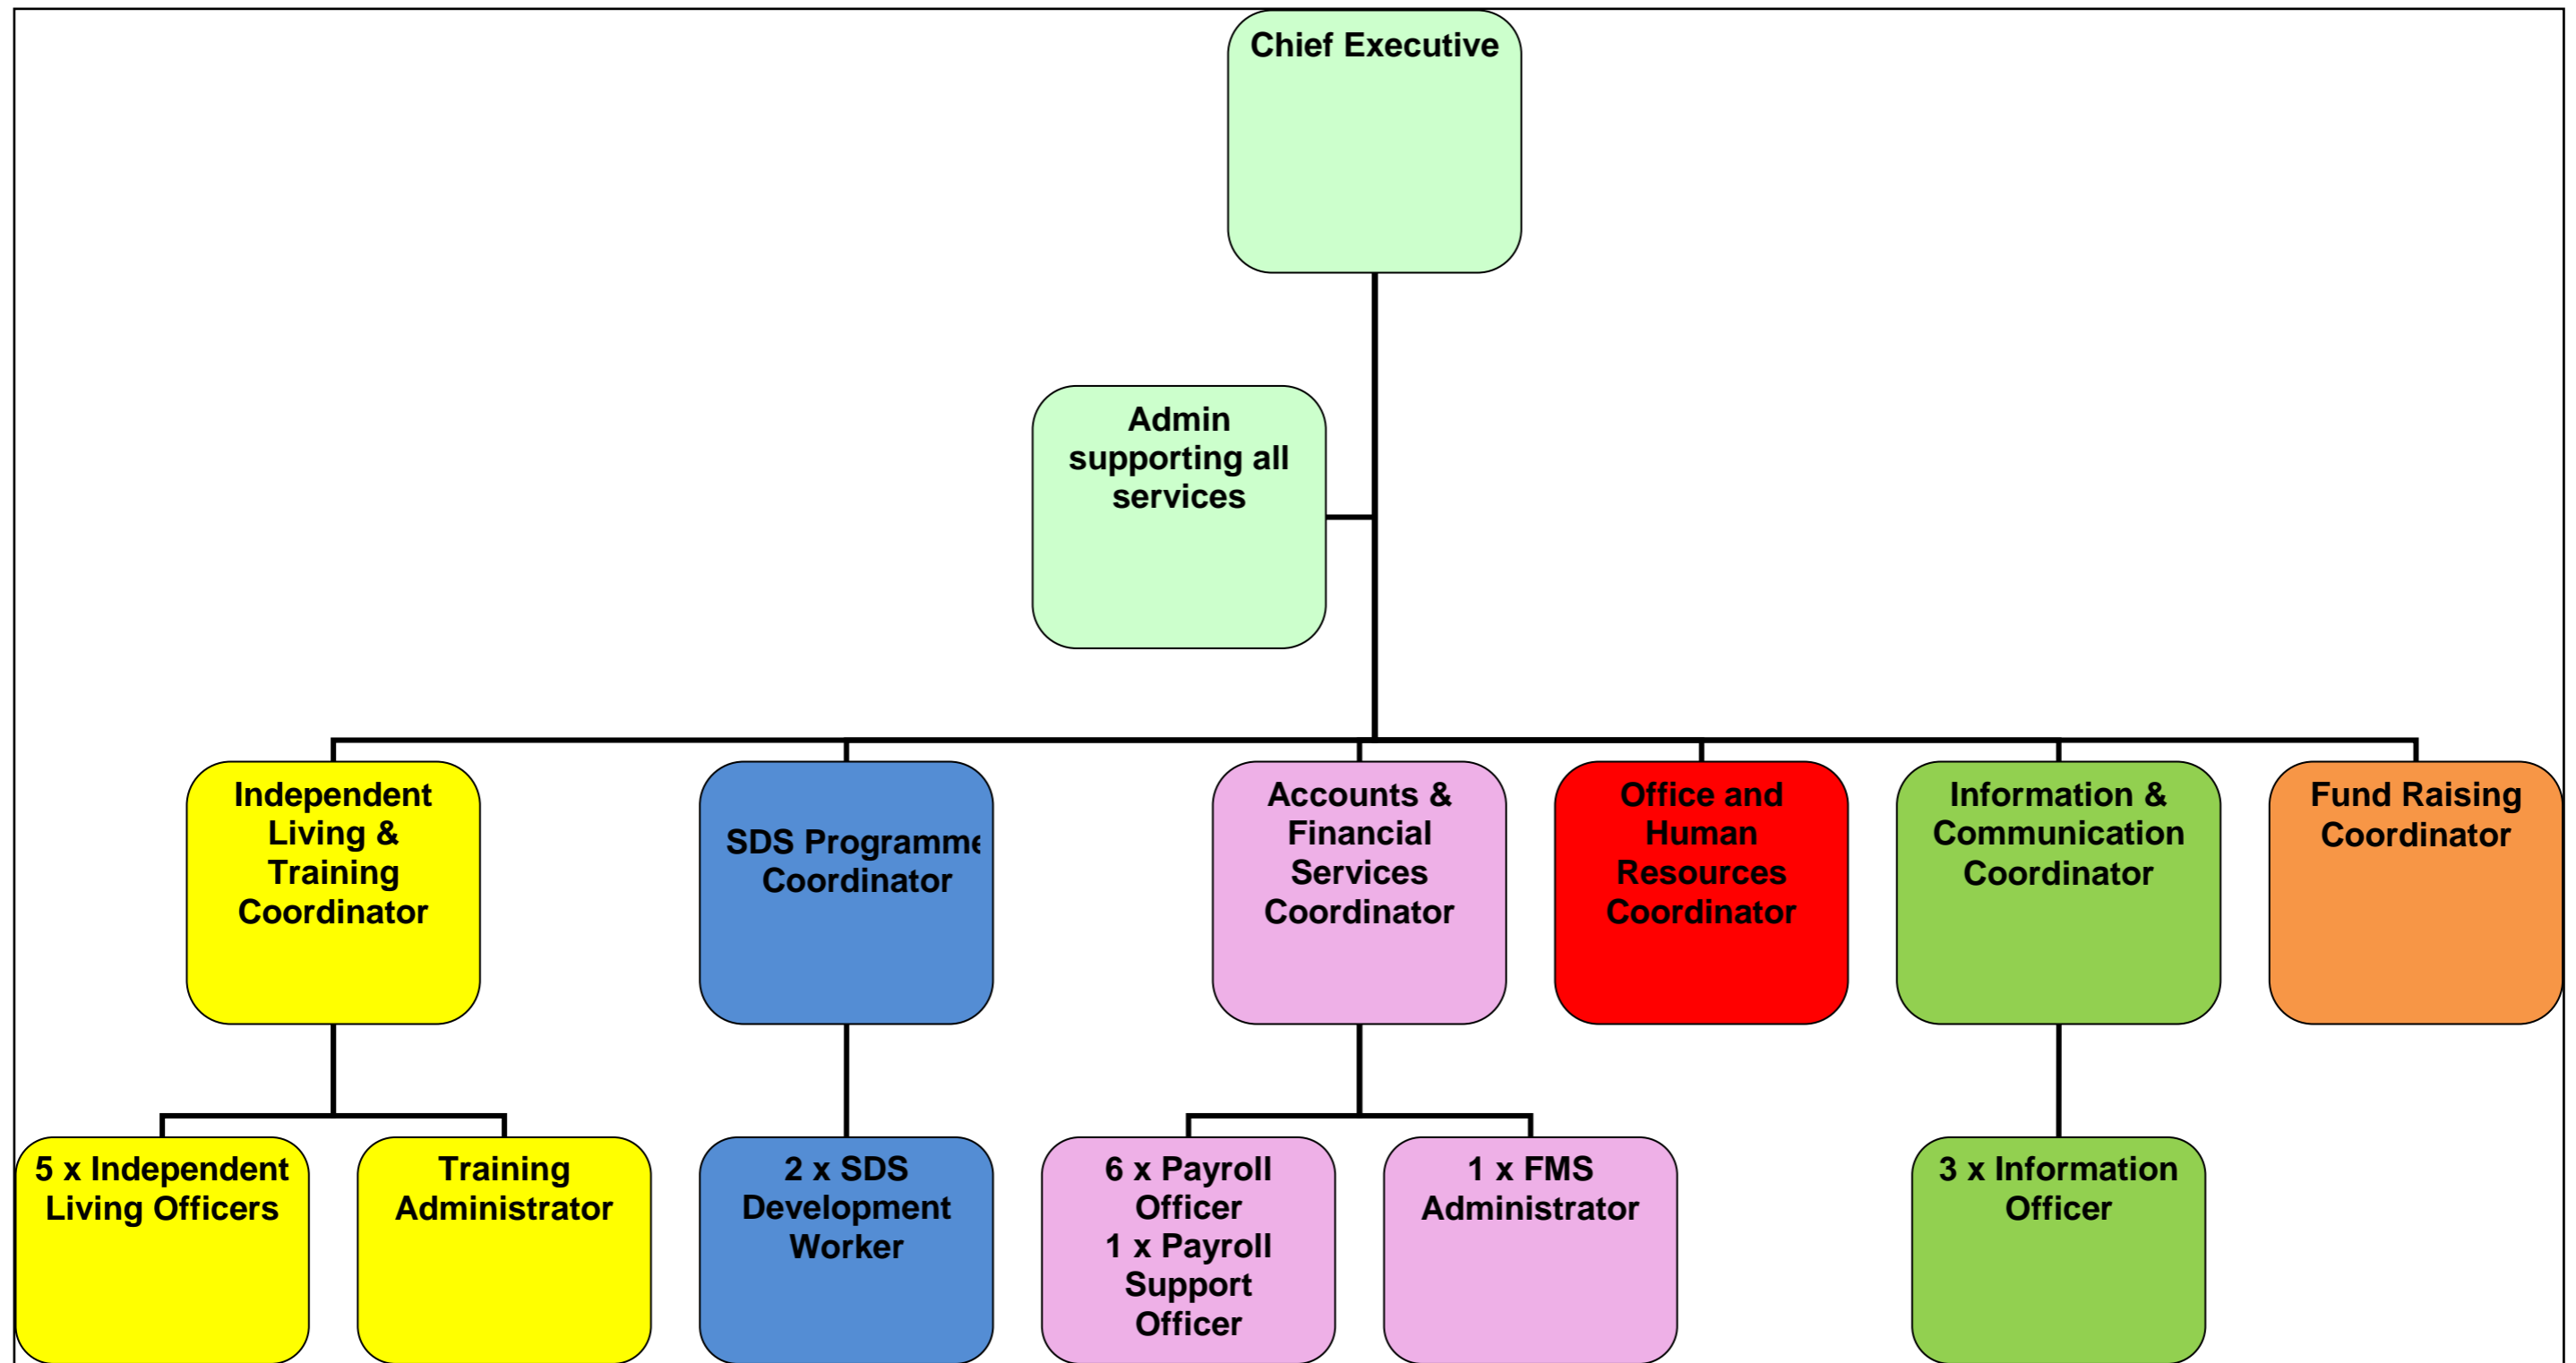 Chief Executive
Admin
supporting all
services
Independent
Living &
Training
Coordinator
SDS Programme
Coordinator
Accounts &
Financial
Services
Coordinator
Office and
Human
Resources
Coordinator
Information &
Communication
Coordinator
Fund Raising
Coordinator
5 x Independent
Living Officers
Training
Administrator
2 x SDS
Development
Worker
6 x Payroll
Officer
1 x Payroll
Support
Officer
1 x FMS
Administrator
3 x Information
Officer